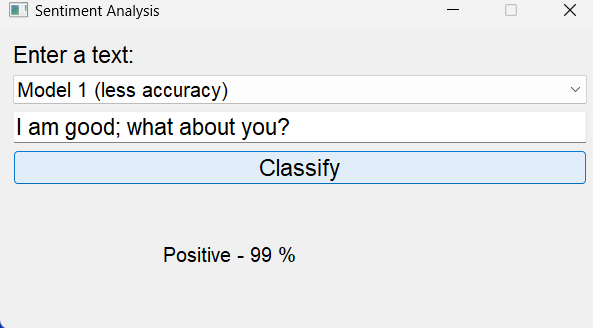 Sentiment Analysis
Enter a text:
Model 1 (less accuracy)
I am good; what about you?
Classify
Positive - 99 %